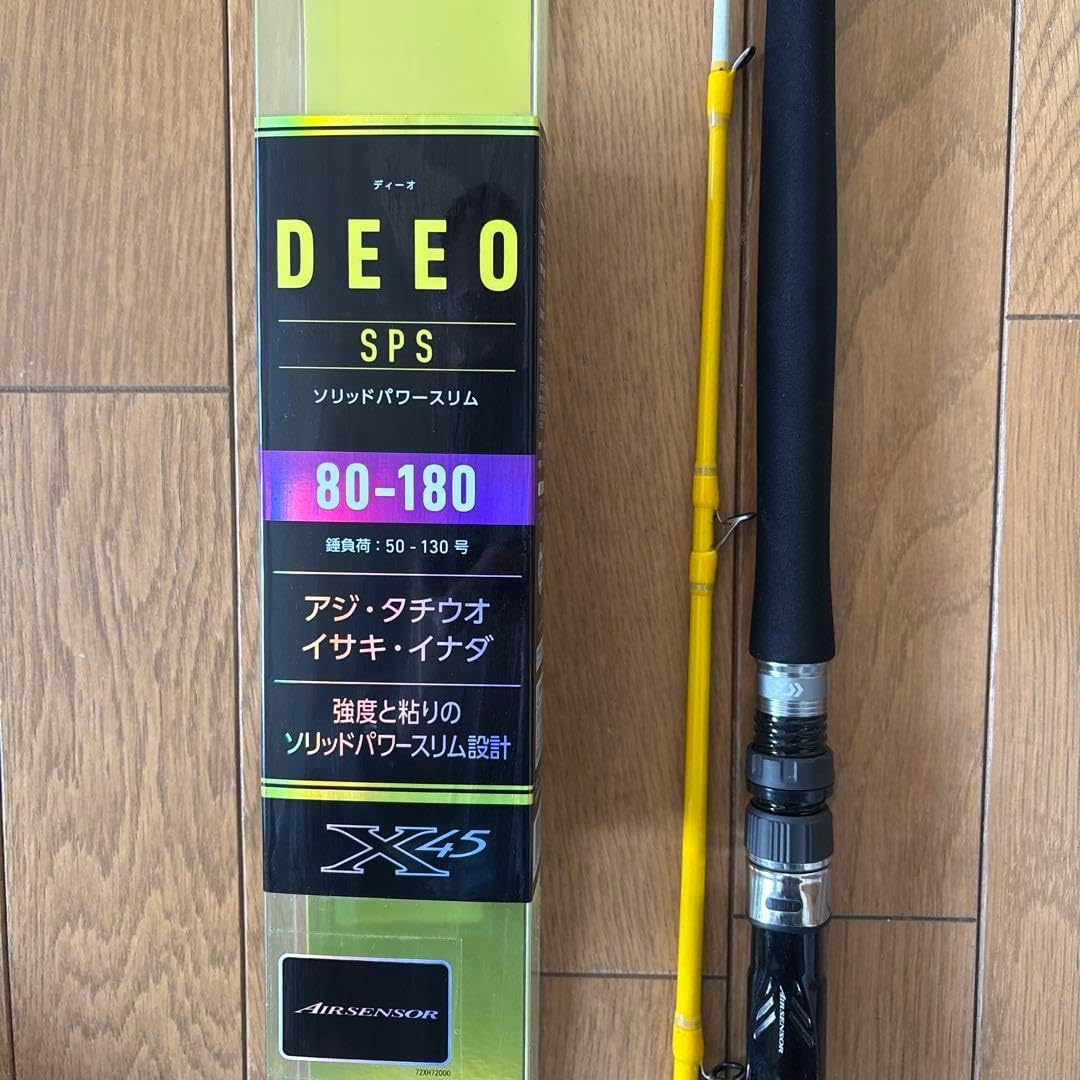 ディーオ
DEEO
SPS
ソリッドパワースリム
80-180
錘負荷：50-130号
アジ・タチウオ
イサキ・イナダ
強度と粘りの
ソリッドパワースリム設計
X45
AIRSENSOR
72XH72000
AIRSENSOR